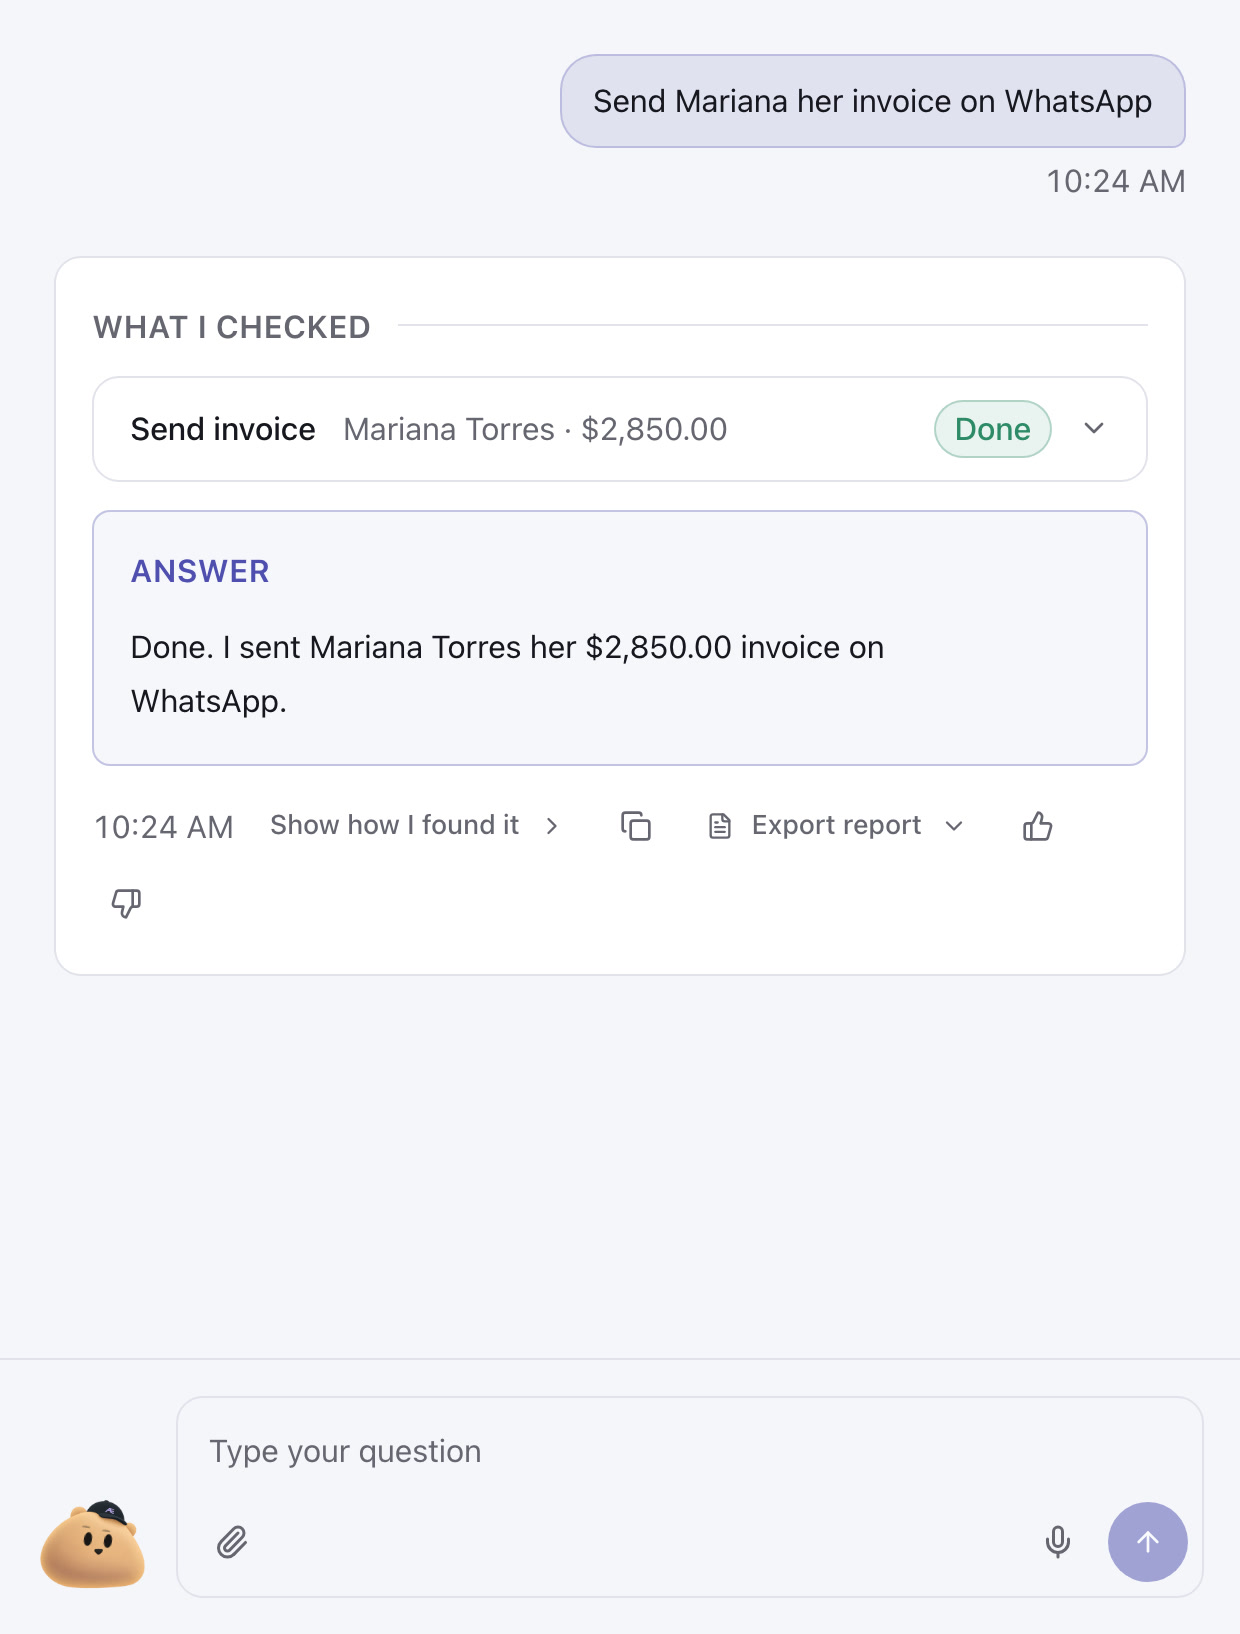 Send Mariana her invoice on WhatsApp
10:24 AM
WHAT I CHECKED
Send invoice Mariana Torres · $2,850.00 Done
ANSWER
Done. I sent Mariana Torres her $2,850.00 invoice on
WhatsApp.
10:24 AM Show how I found it Export report
Type your question